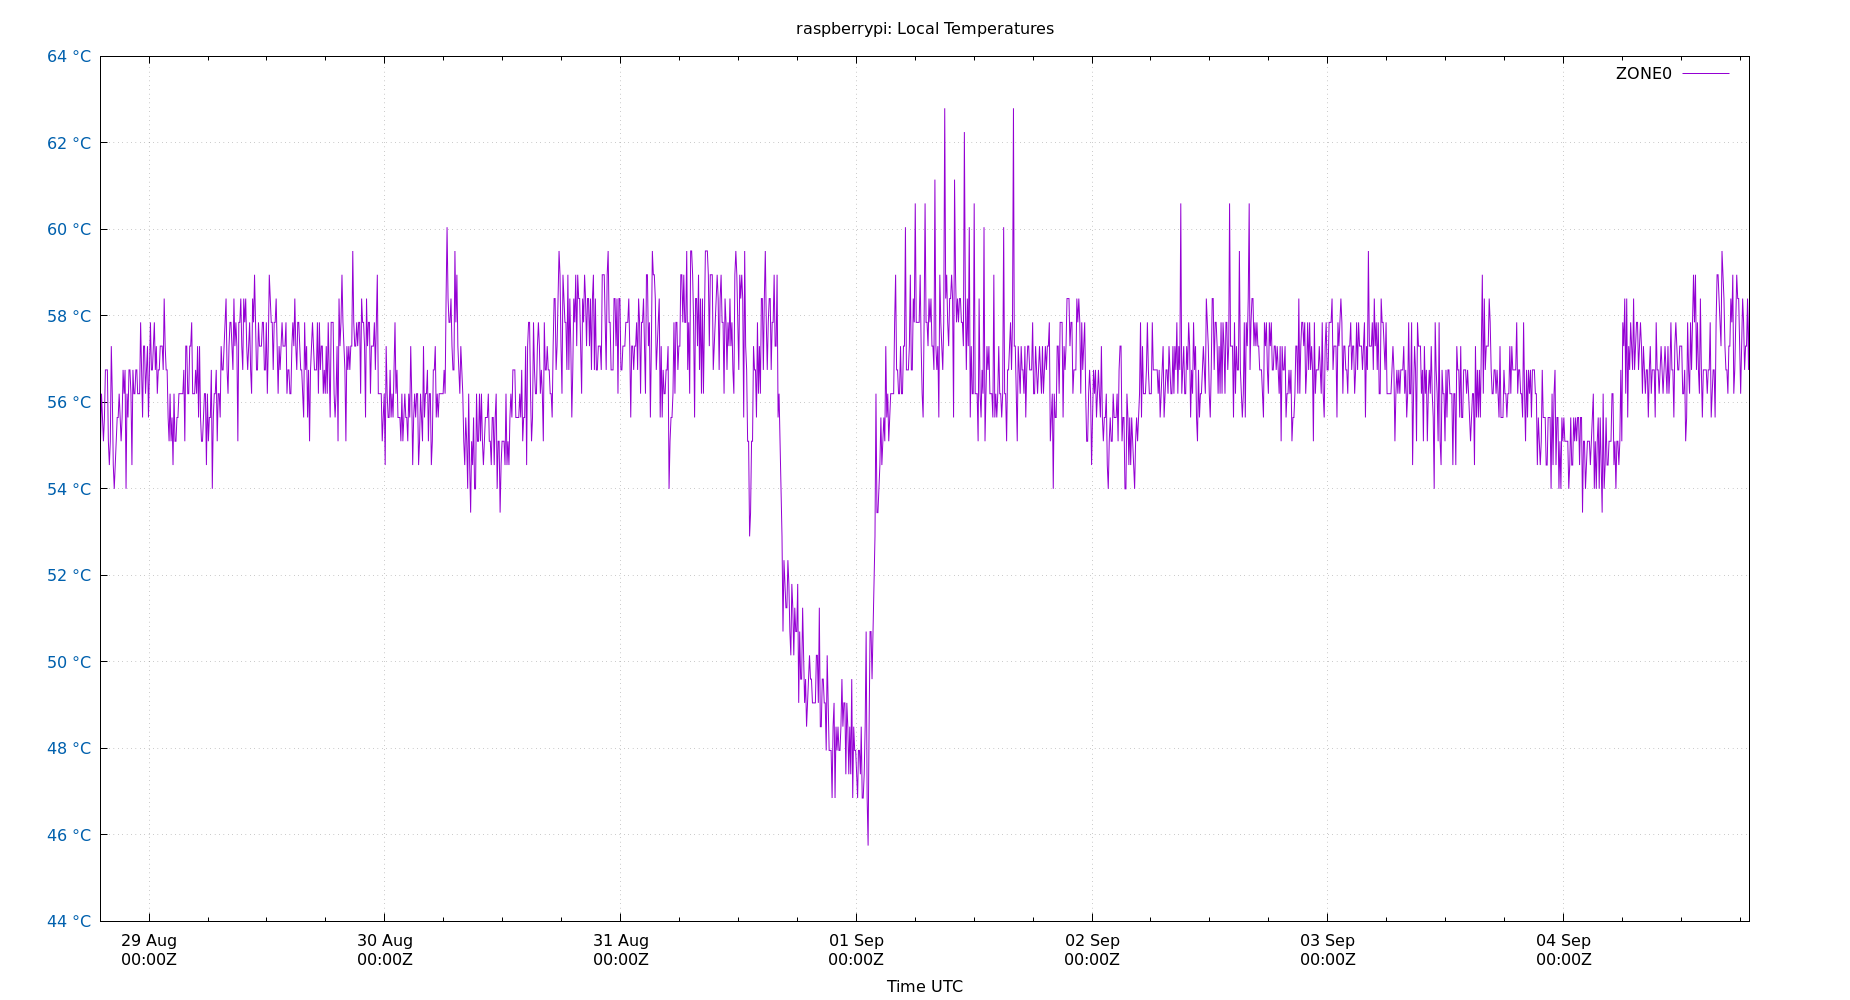 raspberrypi: Local Temperatures
64 °C
ZONE0
62 °C
60 °C
58 °C
56 °C
54 °C
52 °C
50 °C
48 °C
46 °C
44 °C
29 Aug 30 Aug 31 Aug 01 Sep 02 Sep 03 Sep 04 Sep
00:00Z 00:00Z 00:00Z 00:00Z 00:00Z 00:00Z 00:00Z
Time UTC